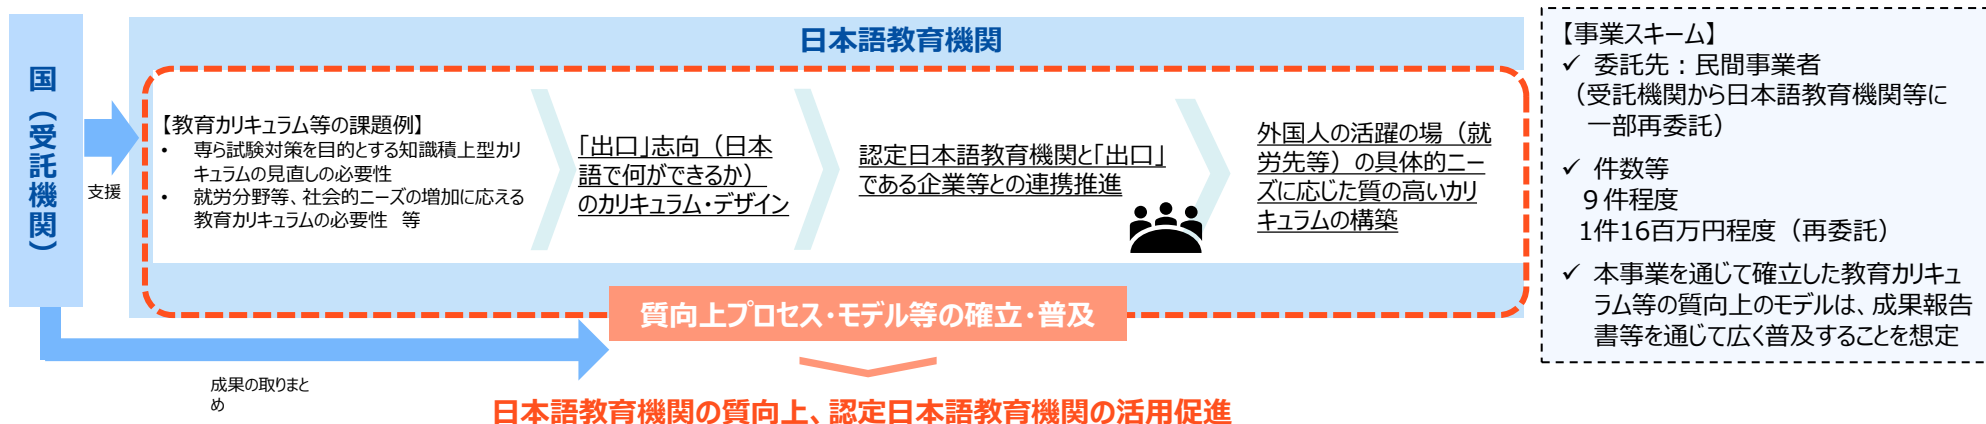 国（受託機関）
支援
日本語教育機関
【教育カリキュラム等の課題例】
• 専ら試験対策を目的とする知識積上型カリ
キュラムの見直しの必要性
• 就労分野等、社会的ニーズの増加に応える
教育カリキュラムの必要性 等
「出口」志向（日本
語で何ができるか）
のカリキュラム・デザイン
認定日本語教育機関と「出口」
である企業等との連携推進
外国人の活躍の場（就
労先等）の具体的ニー
ズに応じた質の高いカリ
キュラムの構築
質向上プロセス・モデル等の確立・普及
成果の取りまと
め
日本語教育機関の質向上、認定日本語教育機関の活用促進
【事業スキーム】
✓ 委託先：民間事業者
（受託機関から日本語教育機関等に
一部再委託）
✓ 件数等
９件程度
1件16百万円程度（再委託）
✓ 本事業を通じて確立した教育カリキュ
ラム等の質向上のモデルは、成果報告
書等を通じて広く普及することを想定